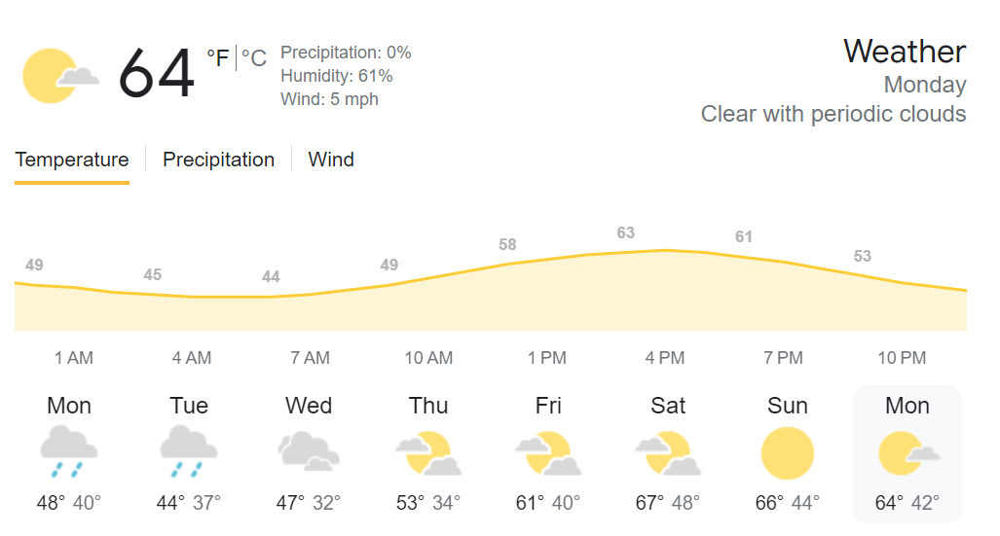 64 °F °C
Precipitation: 0%
Humidity: 61%
Wind: 5 mph
Weather
Monday
Clear with periodic clouds
Temperature Precipitation Wind
49 45 44 49 58 63 61 53
1 AM 4 AM 7 AM 10 AM 1 PM 4 PM 7 PM 10 PM
Mon Tue Wed Thu Fri Sat Sun Mon
48° 40° 44° 37° 47° 32° 53° 34° 61° 40° 67° 48° 66° 44° 64° 42°